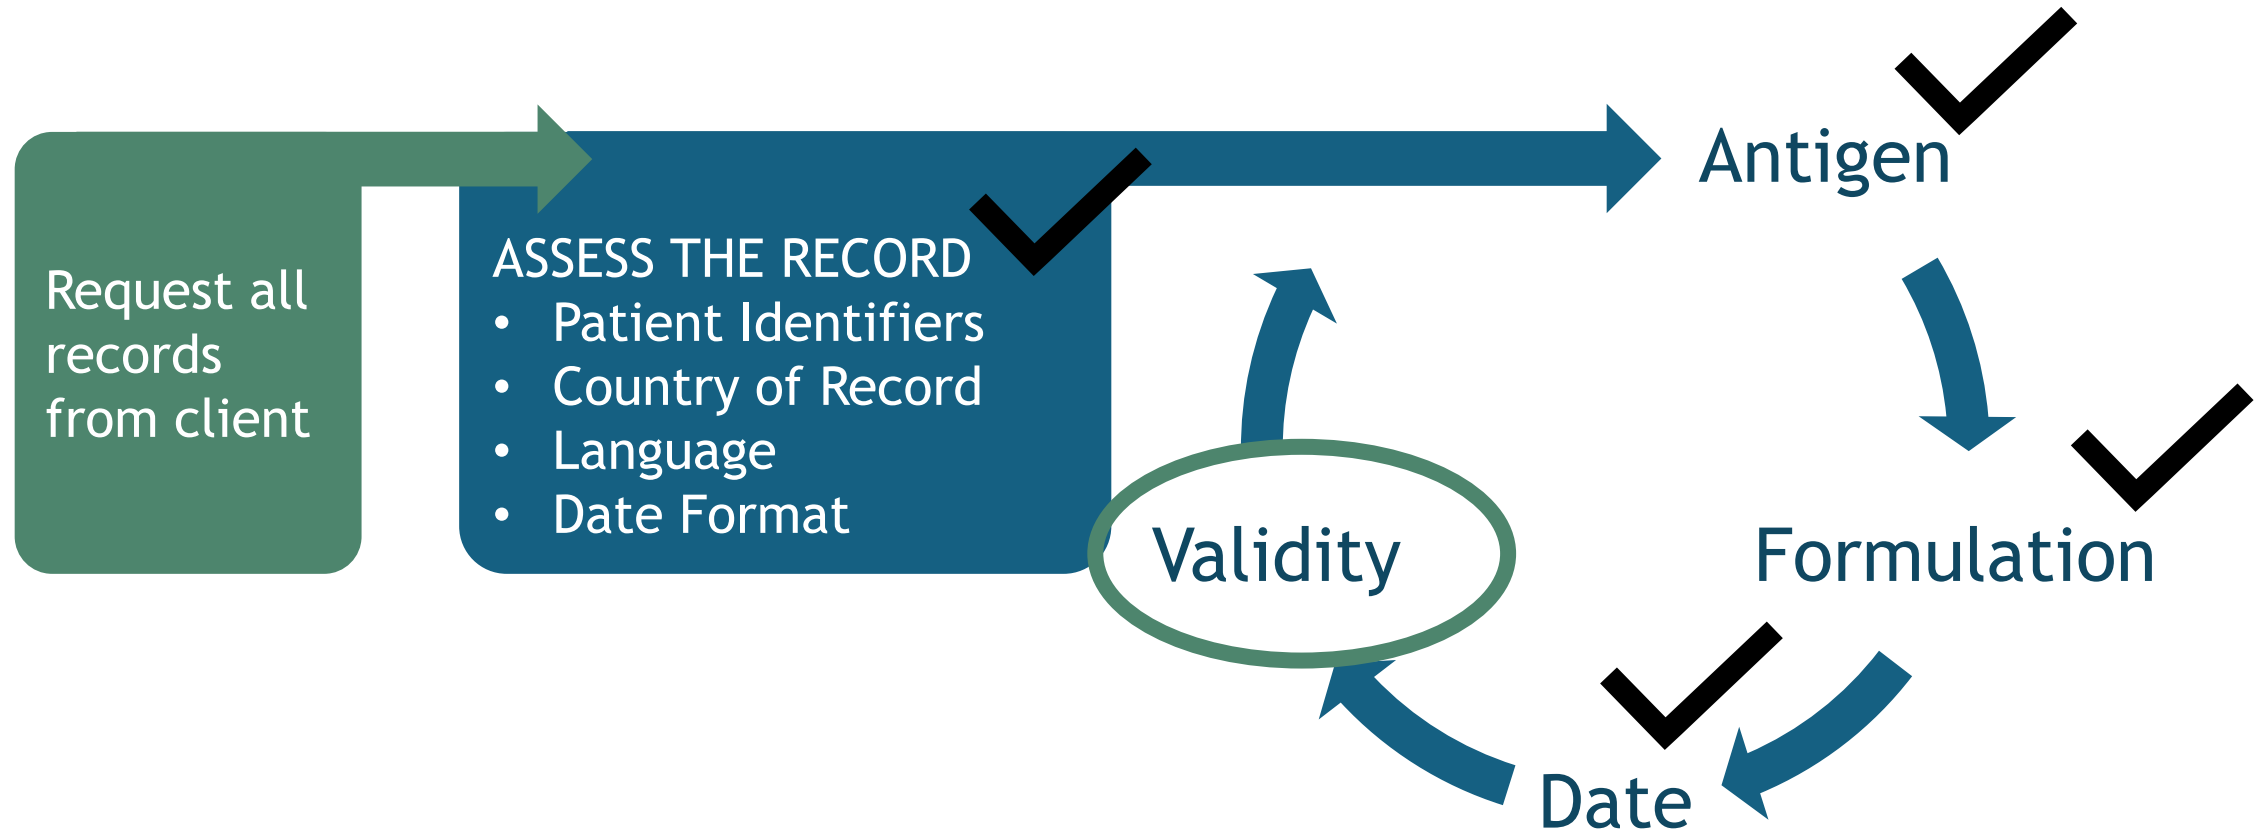 Request all
records
from client
ASSESS THE RECORD
• Patient Identifiers
• Country of Record
• Language
• Date Format
Antigen
Formulation
Date
Validity